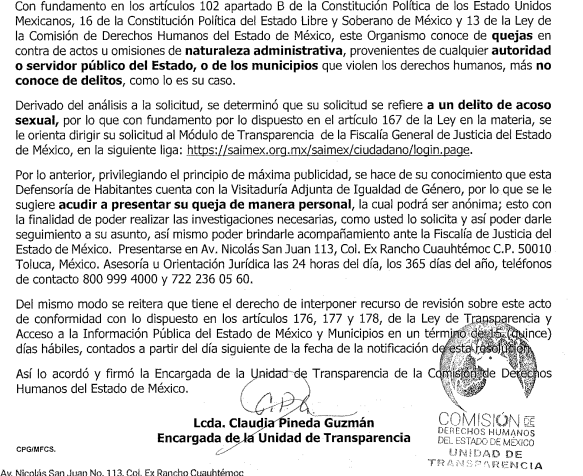 Con fundamento en los artículos 102 apartado B de la Constitución Política de los Estado Unidos
Mexicanos, 16 de la Constitución Política del Estado Libre y Soberano de México y 13 de la Ley de
la Comisión de Derechos Humanos del Estado de México, este Organismo conoce de quejas en
contra de actos u omisiones de naturaleza administrativa, provenientes de cualquier autoridad
o servidor público del Estado, o de los municipios que violen los derechos humanos, más no
conoce de delitos, como lo es su caso.
Derivado del análisis a la solicitud, se determinó que su solicitud se refiere a un delito de acoso
sexual, por lo que con fundamento por lo dispuesto en el artículo 167 de la Ley en la materia, se
le orienta dirigir su solicitud al Módulo de Transparencia de la Fiscalía General de Justicia del Estado
de México, en la siguiente liga: https://saimex.org.mx/saimex/ciudadano/login.page.
Por lo anterior, privilegiando el principio de máxima publicidad, se hace de su conocimiento que esta
Defensoría de Habitantes cuenta con la Visitaduría Adjunta de Igualdad de Género, por lo que se le
sugiere acudir a presentar su queja de manera personal, la cual podrá ser anónima; esto con
la finalidad de poder realizar las investigaciones necesarias, como usted lo solicita y así poder darle
seguimiento a su asunto, así mismo poder brindarle acompañamiento ante la Fiscalía de Justicia del
Estado de México. Presentarse en Av. Nicolás San Juan 113, Col. Ex Rancho Cuauhtémoc C.P. 50010
Toluca, México. Asesoría u Orientación Jurídica las 24 horas del día, los 365 días del año, teléfonos
de contacto 800 999 4000 y 722 236 05 60.
Del mismo modo se reitera que tiene el derecho de interponer recurso de revisión sobre este acto
de conformidad con lo dispuesto en los artículos 176, 177 y 178, de la Ley de Transparencia y
Acceso a la Información Pública del Estado de México y Municipios en un término de 15 (quince)
días hábiles, contados a partir del día siguiente de la fecha de la notificación de esta resolución.
Así lo acordó y firmó la Encargada de la Unidad de Transparencia de la Comisión de Derechos
Humanos del Estado de México.
Lcda. Claudia Pineda Guzmán
Encargada de la Unidad de Transparencia
COMISIÓN DE
DERECHOS HUMANOS
DEL ESTADO DE MÉXICO
UNIDAD DE
TRANSPARENCIA
CPG/MFCS.
Av. Nicolás San Juan No. 113, Col. Ex Rancho Cuauhtémoc